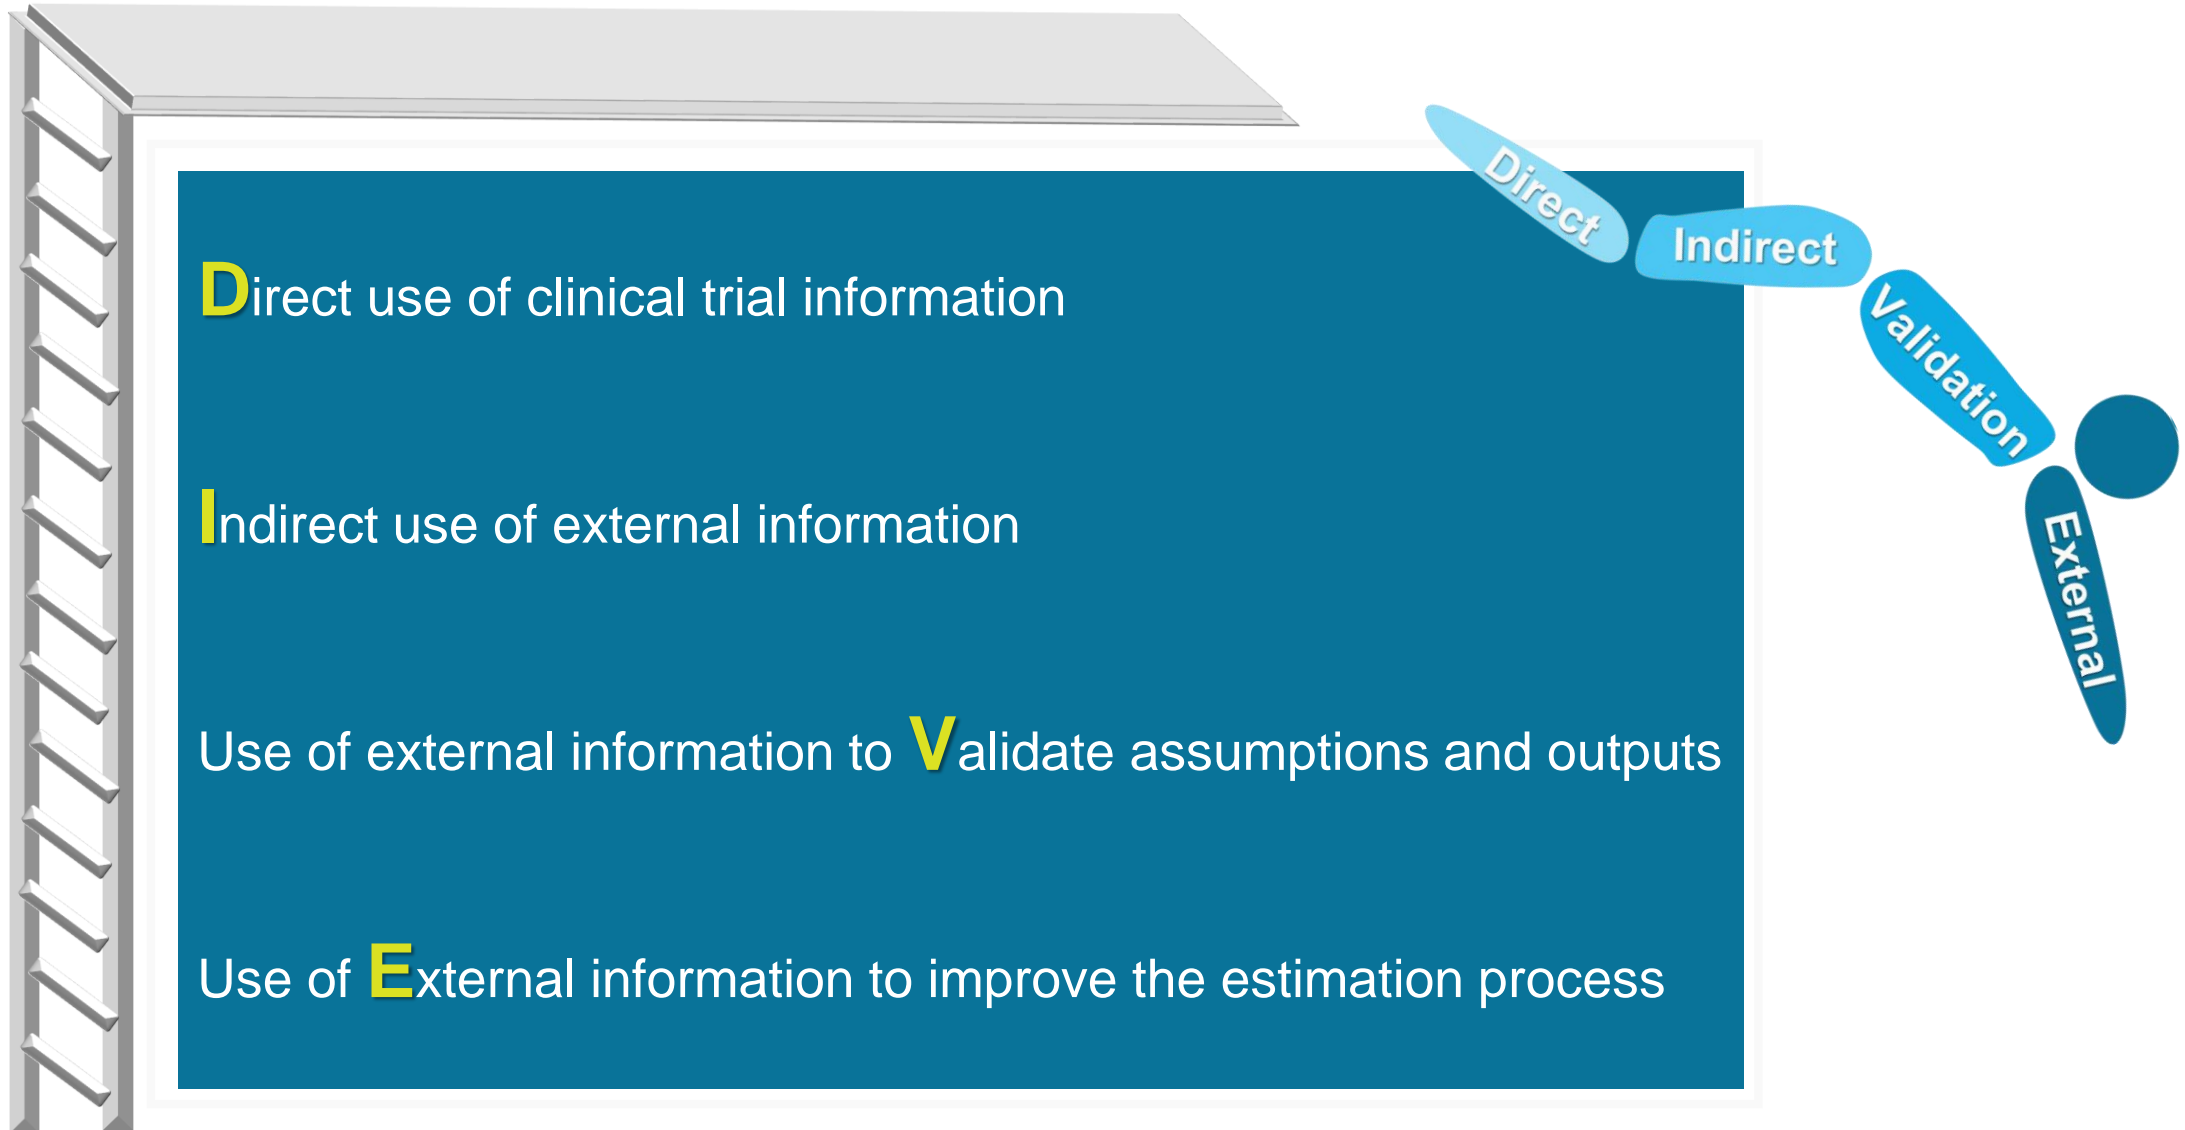 Direct use of clinical trial information
Indirect use of external information
Use of external information to Validate assumptions and outputs
Use of External information to improve the estimation process
Direct
Indirect
Validation
External